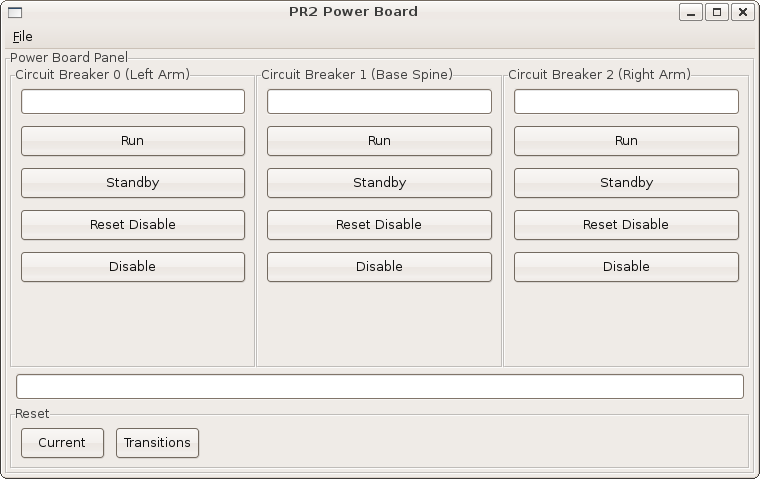 PR2 Power Board
File
Power Board Panel
Circuit Breaker 0 (Left Arm)
Circuit Breaker 1 (Base Spine)
Circuit Breaker 2 (Right Arm)
Run
Run
Run
Standby
Standby
Standby
Reset Disable
Reset Disable
Reset Disable
Disable
Disable
Disable
Reset
Current
Transitions